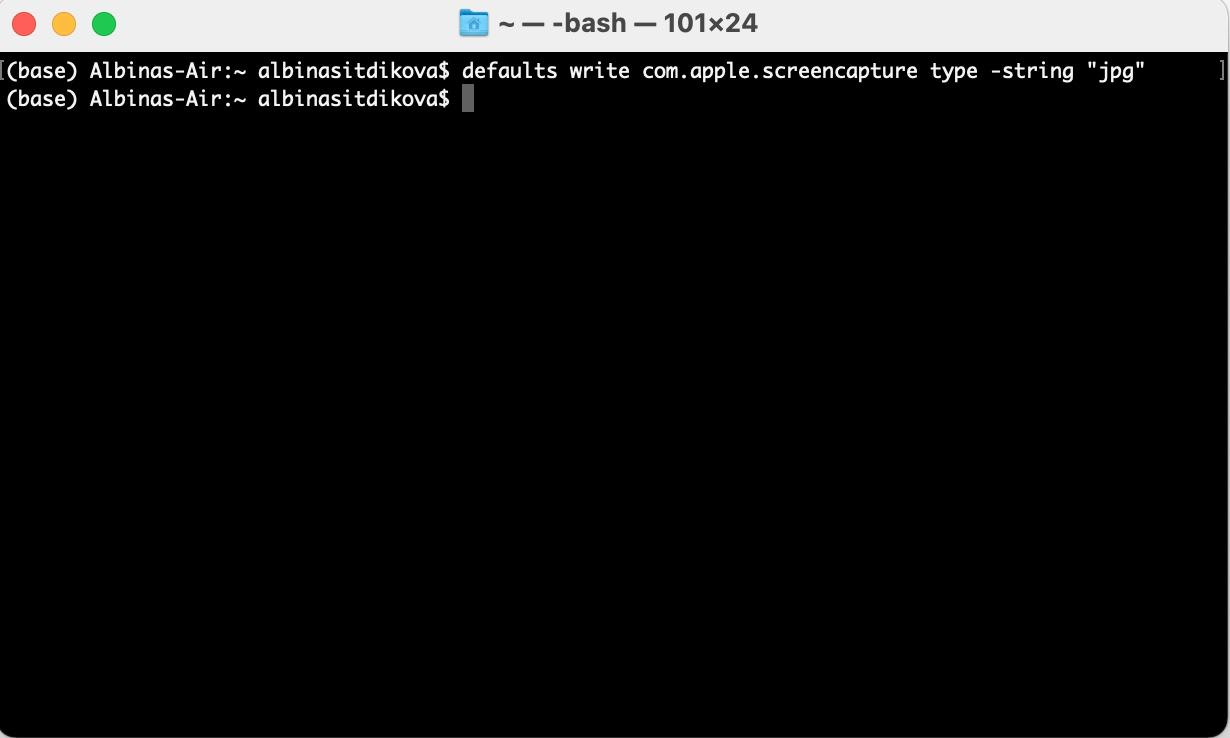 ~ — -bash — 101×24
[(base) Albinas-Air:~ albinasitdikova$ defaults write com.apple.screencapture type -string "jpg" ]
(base) Albinas-Air:~ albinasitdikova$